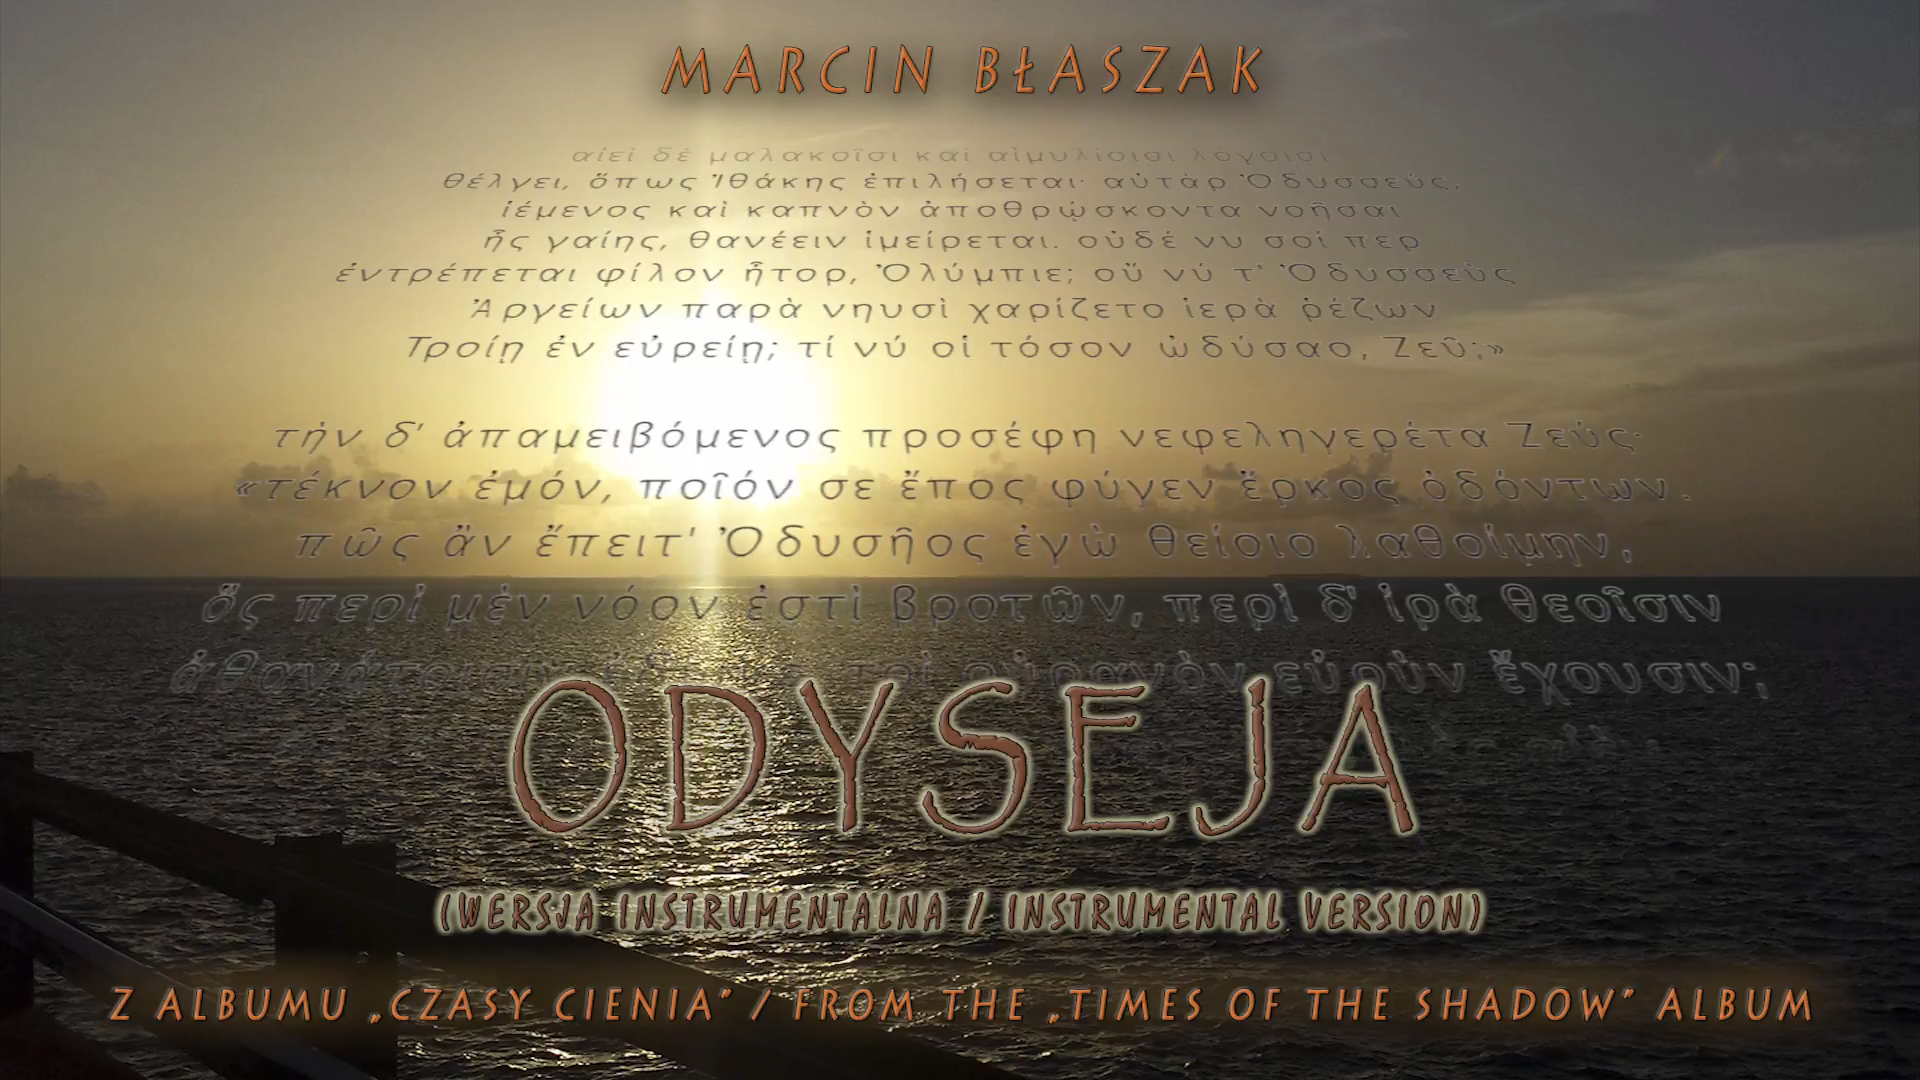 MARCIN BŁASZAK
αἰεὶ δὲ μαλακοῖσι καὶ αἱμυλίοισι λόγοισι
θέλγει, ὅπως Ἰθάκης ἐπιλήσεται· αὐτὰρ Ὀδυσσεύς,
ἱέμενος καὶ καπνὸν ἀποθρῴσκοντα νοῆσαι
ἧς γαίης, θανέειν ἱμείρεται. οὐδέ νυ σοί περ
ἐντρέπεται φίλον ἦτορ, Ὀλύμπιε; οὔ νύ τ' Ὀδυσσεὺς
Ἀργείων παρὰ νηυσὶ χαρίζετο ἱερὰ ῥέζων
Τροίῃ ἐν εὐρείῃ; τί νύ οἱ τόσον ὠδύσαο, Ζεῦ;»
τὴν δ' ἀπαμειβόμενος προσέφη νεφεληγερέτα Ζεύς·
«τέκνον ἐμόν, ποῖόν σε ἔπος φύγεν ἕρκος ὀδόντων.
πῶς ἂν ἔπειτ' Ὀδυσῆος ἐγὼ θείοιο λαθοίμην,
ὃς περὶ μὲν νόον ἐστὶ βροτῶν, περὶ δ' ἱρὰ θεοῖσιν
ἀθανάτοισιν τοὶ οὐρανὸν εὐρὺν ἔχουσιν;
ODYSEJA
(WERSJA INSTRUMENTALNA / INSTRUMENTAL VERSION)
Z ALBUMU „CZASY CIENIA” / FROM THE „TIMES OF THE SHADOW” ALBUM